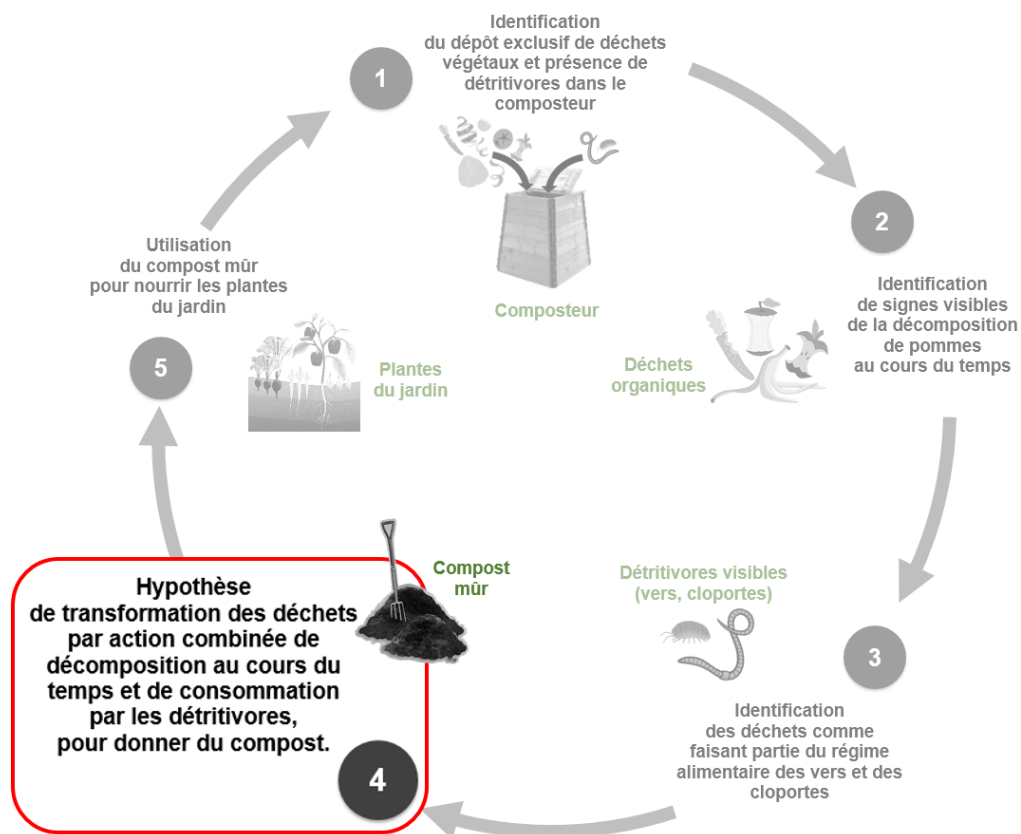 1
Identification
du dépôt exclusif de déchets
végétaux et présence de
détritivores dans le
composteur
Composteur
2
Identification
de signes visibles
de la décomposition
de pommes
au cours du temps
Déchets
organiques
3
Détritivores visibles
(vers, cloportes)
Identification
des déchets comme
faisant partie du régime
alimentaire des vers et des
cloportes
4
Hypothèse
de transformation des déchets
par action combinée de
décomposition au cours du
temps et de consommation
par les détritivores,
pour donner du compost.
Compost
mûr
5
Utilisation
du compost mûr
pour nourrir les plantes
du jardin
Plantes
du jardin